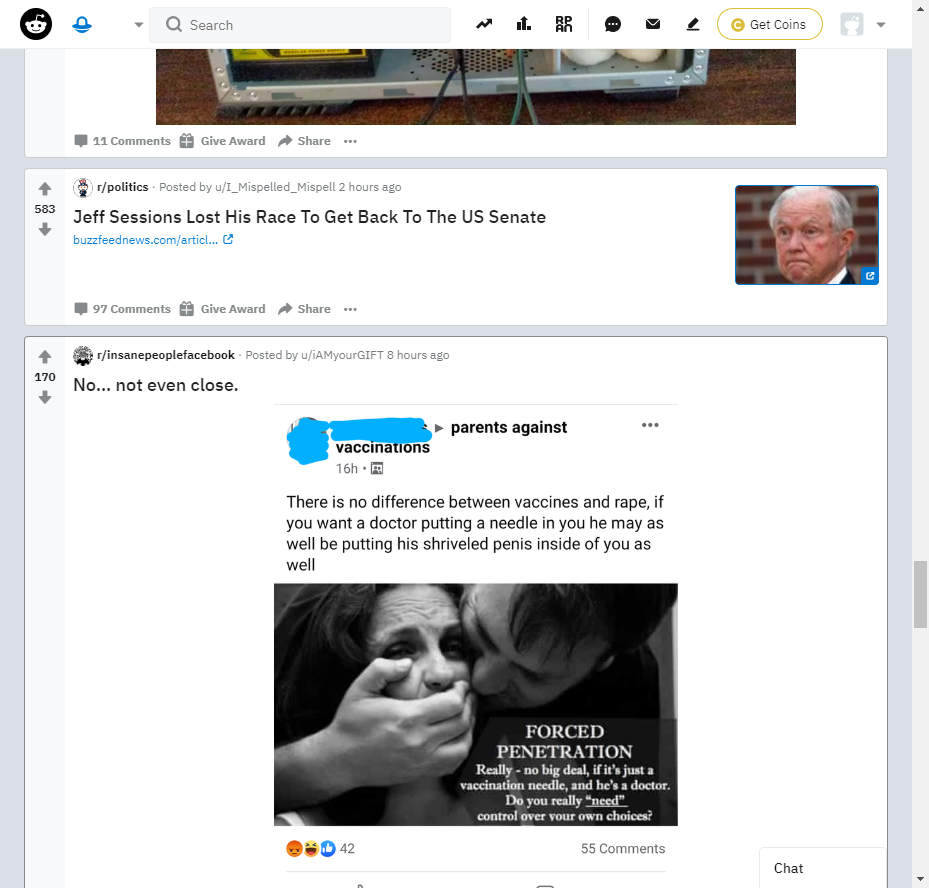 Search
Get Coins
11 Comments Give Award Share
r/politics · Posted by u/I_Mispelled_Mispell 2 hours ago
583
Jeff Sessions Lost His Race To Get Back To The US Senate
buzzfeednews.com/articl...
97 Comments Give Award Share
r/insanepeoplefacebook · Posted by u/iAMyourGIFT 8 hours ago
170
No... not even close.
parents against
vaccinations
16h
There is no difference between vaccines and rape, if
you want a doctor putting a needle in you he may as
well be putting his shriveled penis inside of you as
well
FORCED
PENETRATION
Really - no big deal, if it's just a
vaccination needle, and he's a doctor.
Do you really "need"
control over your own choices?
42
55 Comments
Chat